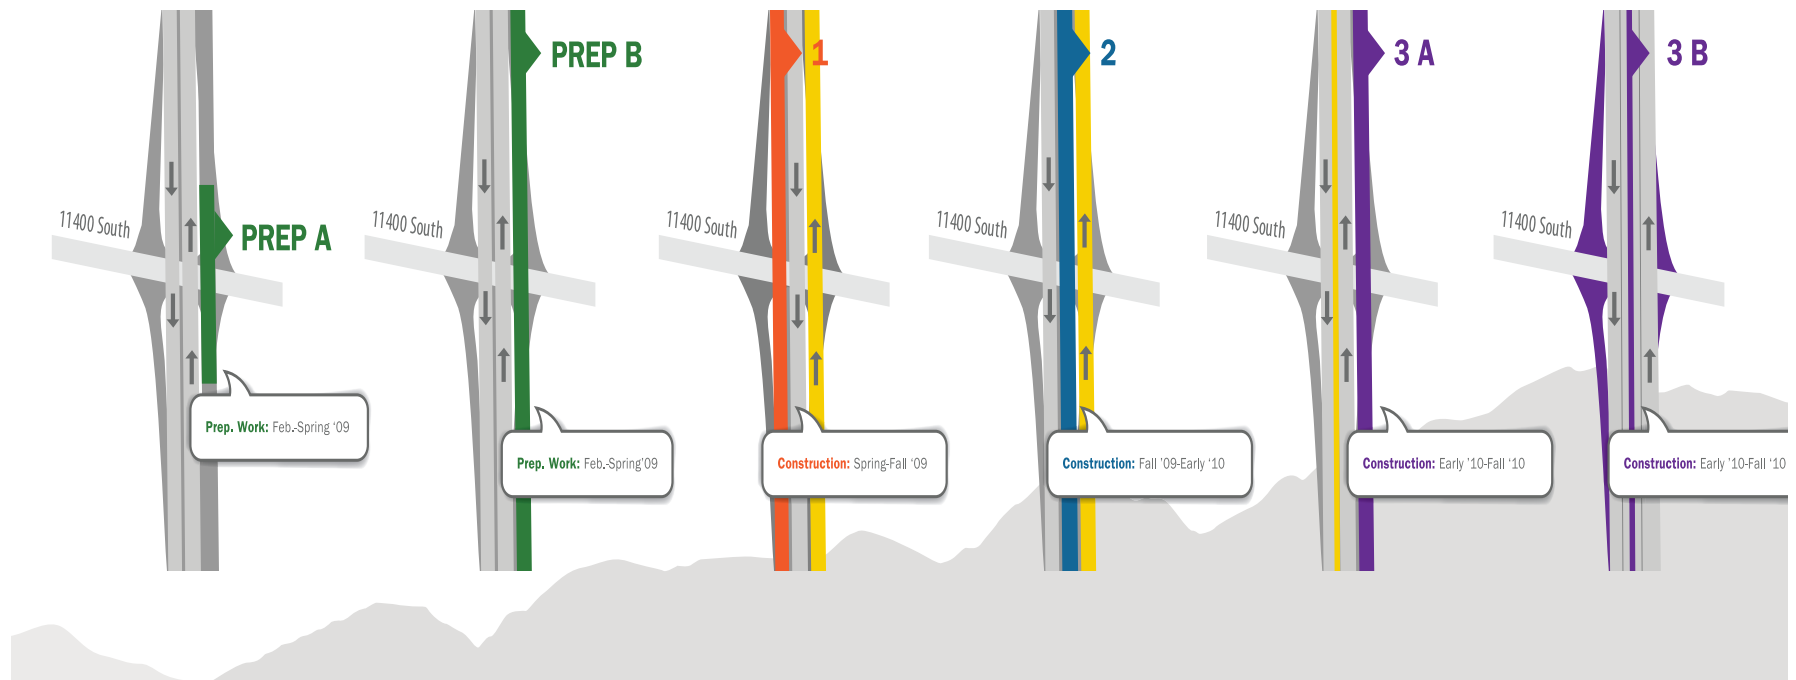 PREP A
11400 South
Prep. Work: Feb.-Spring ‘09
PREP B
11400 South
Prep. Work: Feb.-Spring’09
1
11400 South
Construction: Spring-Fall ‘09
2
11400 South
Construction: Fall ’09-Early ‘10
3 A
11400 South
Construction: Early ’10-Fall ‘10
3 B
11400 South
Construction: Early ’10-Fall ‘10